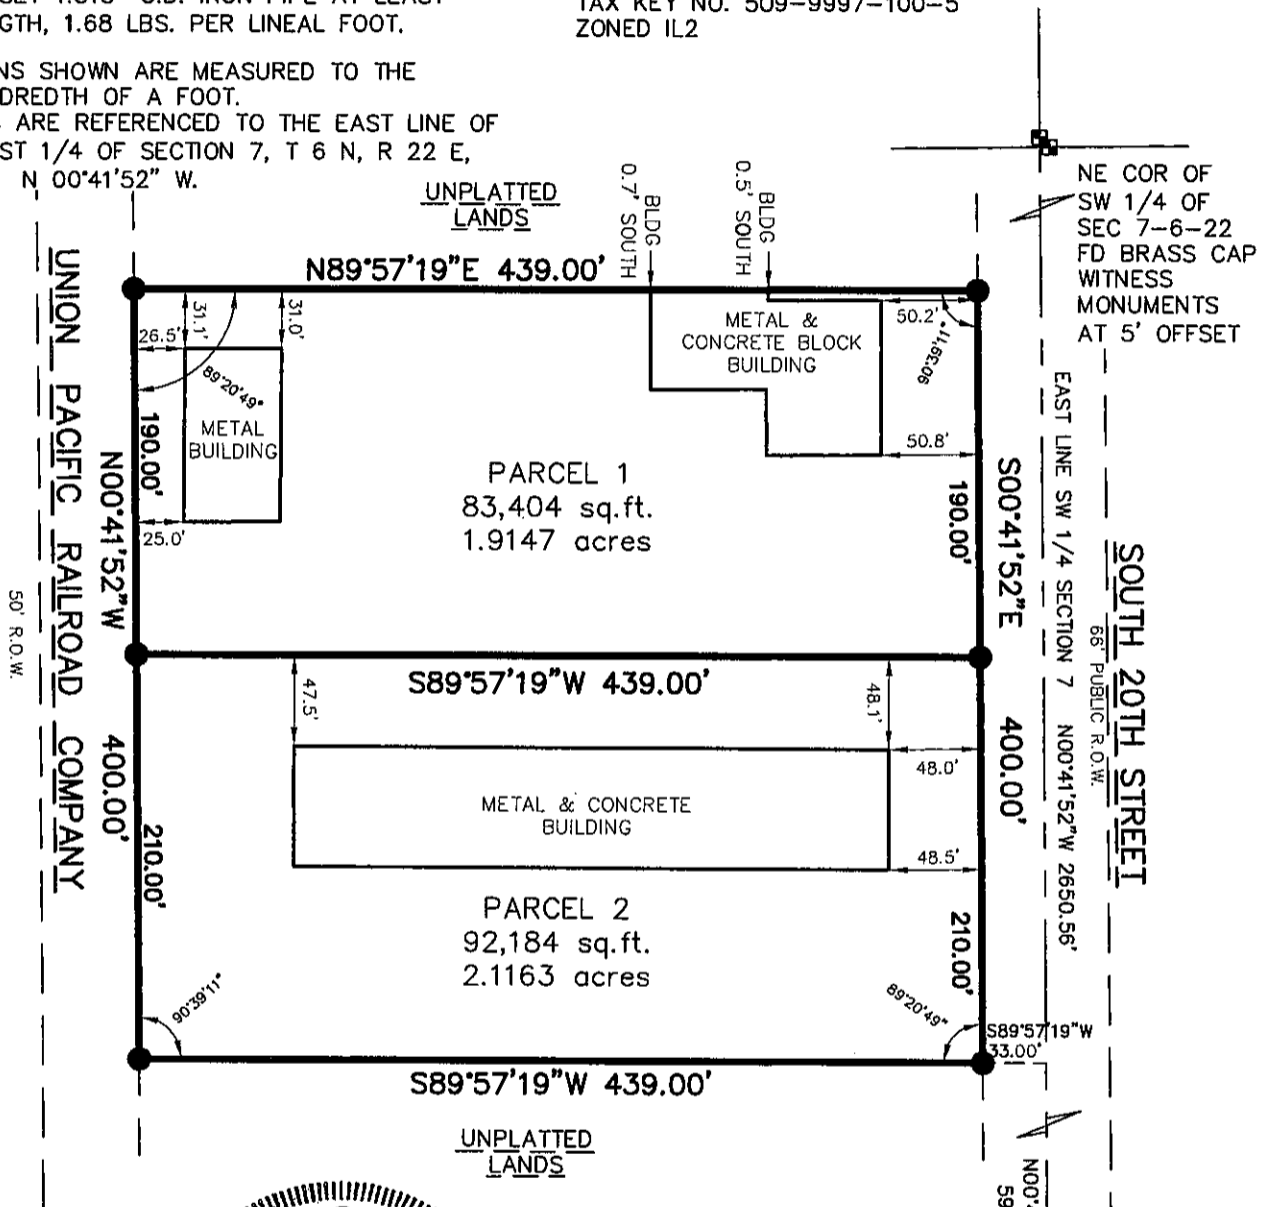 GTH, 1.68 LBS. PER LINEAL FOOT.
TAX KEY NO. 509-9997-100-5
ZONED IL2
NS SHOWN ARE MEASURED TO THE
DREDTH OF A FOOT.
ARE REFERENCED TO THE EAST LINE OF
ST 1/4 OF SECTION 7, T 6 N, R 22 E,
N 00°41'52" W.
UNPLATTED
LANDS
BLDG
0.7' SOUTH
BLDG
0.5' SOUTH
NE COR OF
SW 1/4 OF
SEC 7-6-22
FD BRASS CAP
WITNESS
MONUMENTS
AT 5' OFFSET
N89°57'19"E 439.00'
31.1'
31.0'
26.5'
89°20'49"
METAL
BUILDING
25.0'
METAL &
CONCRETE BLOCK
BUILDING
50.2'
90°39'11"
50.8'
190.00'
N00°41'52"W
400.00'
PARCEL 1
83,404 sq.ft.
1.9147 acres
190.00'
S00°41'52"E
400.00'
UNION PACIFIC RAILROAD COMPANY
50' R.O.W.
EAST LINE SW 1/4 SECTION 7 N00°41'52"W 2650.56'
66' PUBLIC R.O.W.
SOUTH 20TH STREET
S89°57'19"W 439.00'
47.5'
48.1'
48.0'
METAL & CONCRETE
BUILDING
48.5'
210.00'
PARCEL 2
92,184 sq.ft.
2.1163 acres
210.00'
90°39'11"
89°20'49"
S89°57'19"W
33.00'
S89°57'19"W 439.00'
UNPLATTED
LANDS
N00°
59